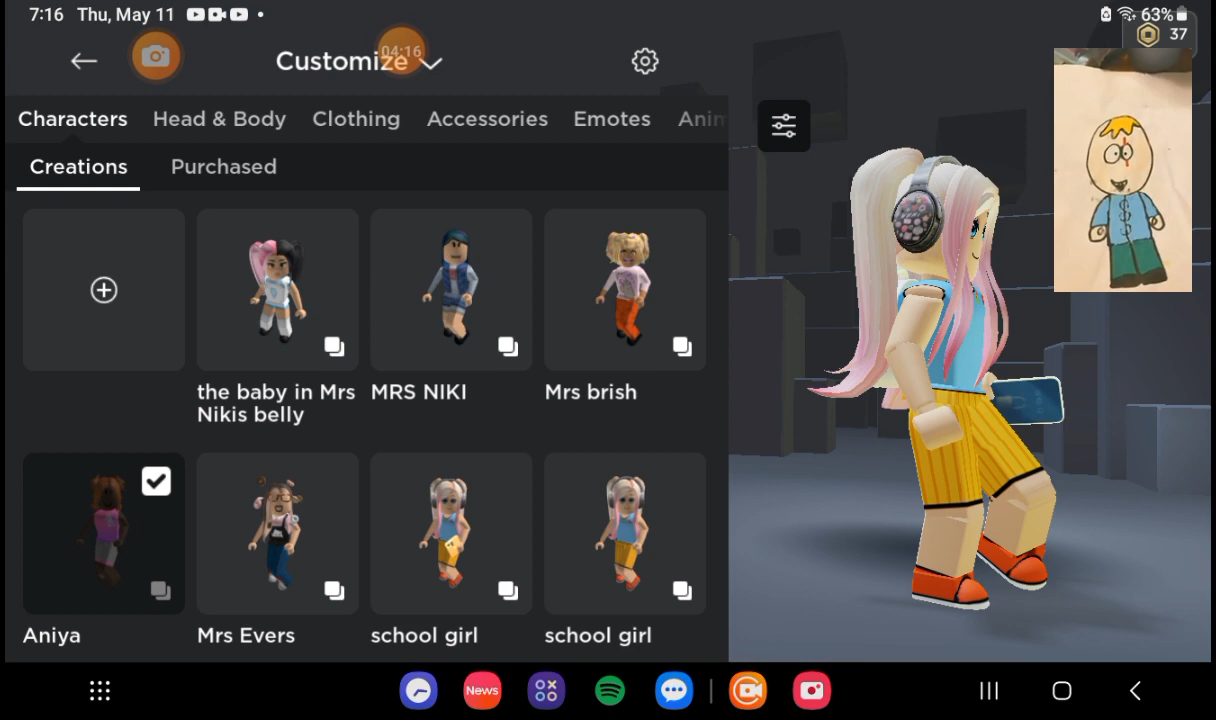 7:16 Thu, May 11
63%
37
04:16
Customize
Characters Head & Body Clothing Accessories Emotes Anim
Creations Purchased
the baby in Mrs
Nikis belly
MRS NIKI
Mrs brish
Aniya
Mrs Evers
school girl
school girl
News